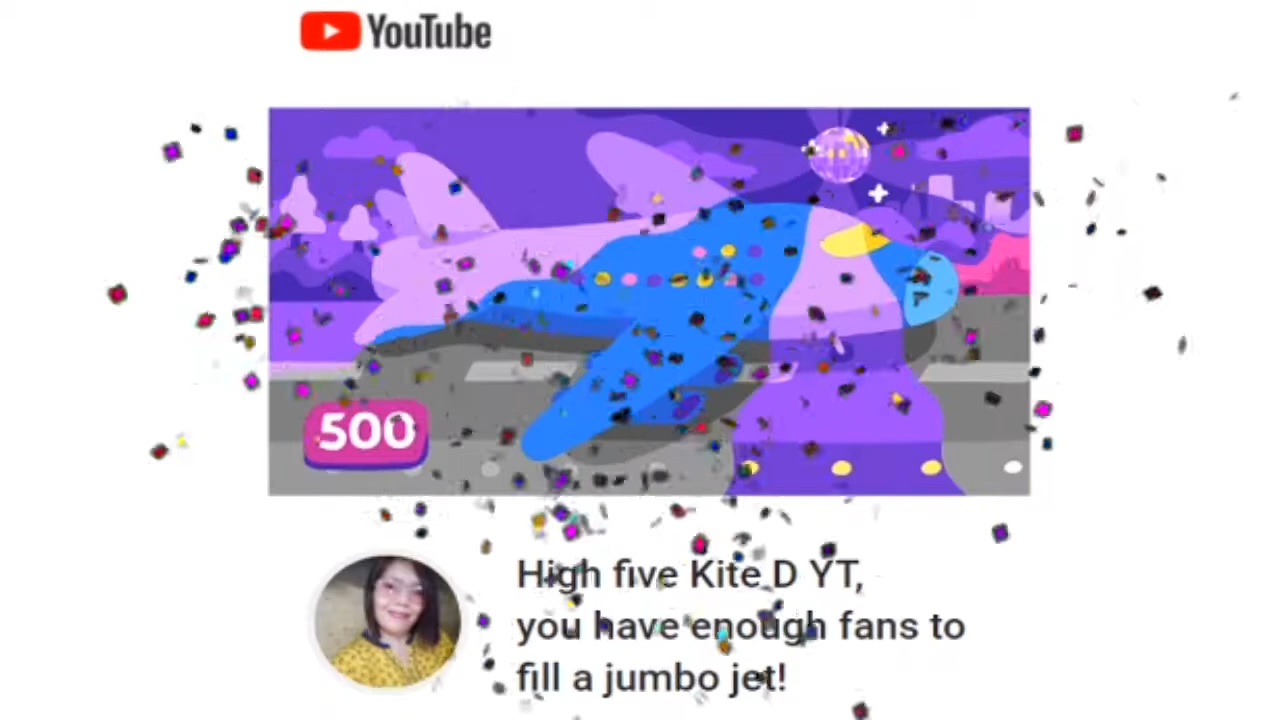 YouTube
500
High five Kite D YT,
you have enough fans to
fill a jumbo jet!